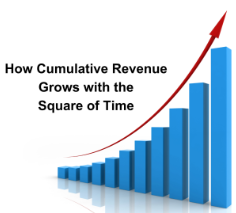 How Cumulative Revenue
Grows with the
Square of Time